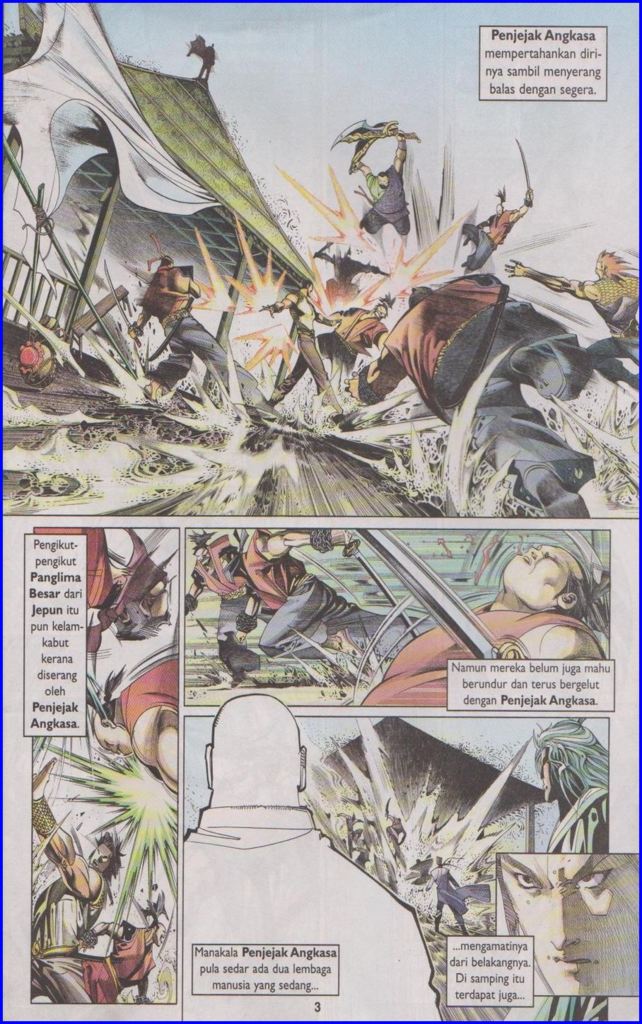 Penjejak Angkasa
mempertahankan diri-
nya sambil menyerang
balas dengan segera.
Pengikut-
pengikut
Panglima
Besar dari
Jepun itu
pun kelam-
kabut
kerana
diserang
oleh
Penjejak
Angkasa.
Namun mereka belum juga mahu
berundur dan terus bergelut
dengan Penjejak Angkasa.
Manakala Penjejak Angkasa
pula sedar ada dua lembaga
manusia yang sedang...
...mengamatinya
dari belakangnya.
Di samping itu
terdapat juga...
3